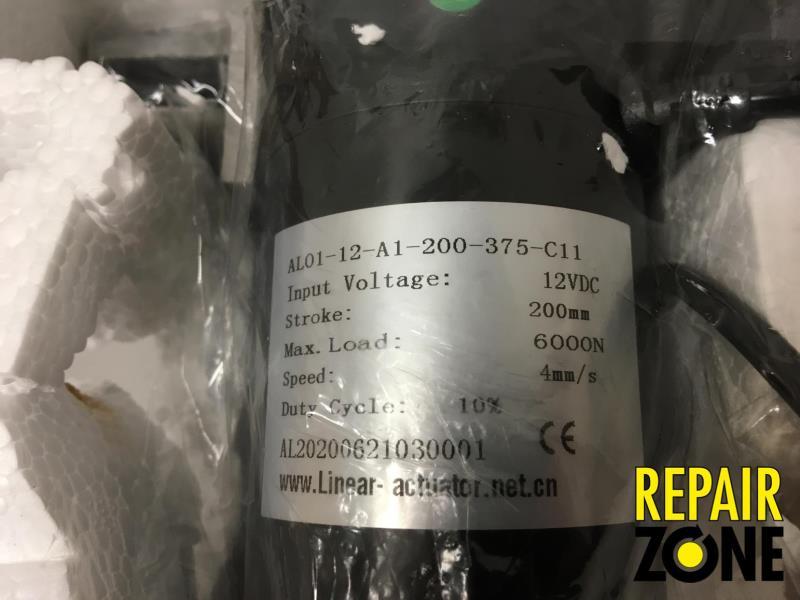 AL01-12-A1-200-375-C11
Input Voltage: 12VDC
Stroke: 200mm
Max. Load: 6000N
Speed: 4mm/s
Duty Cycle: 10%
AL20200621030001 CE
www.Linear- actuator.net.cn
REPAIR
ZONE